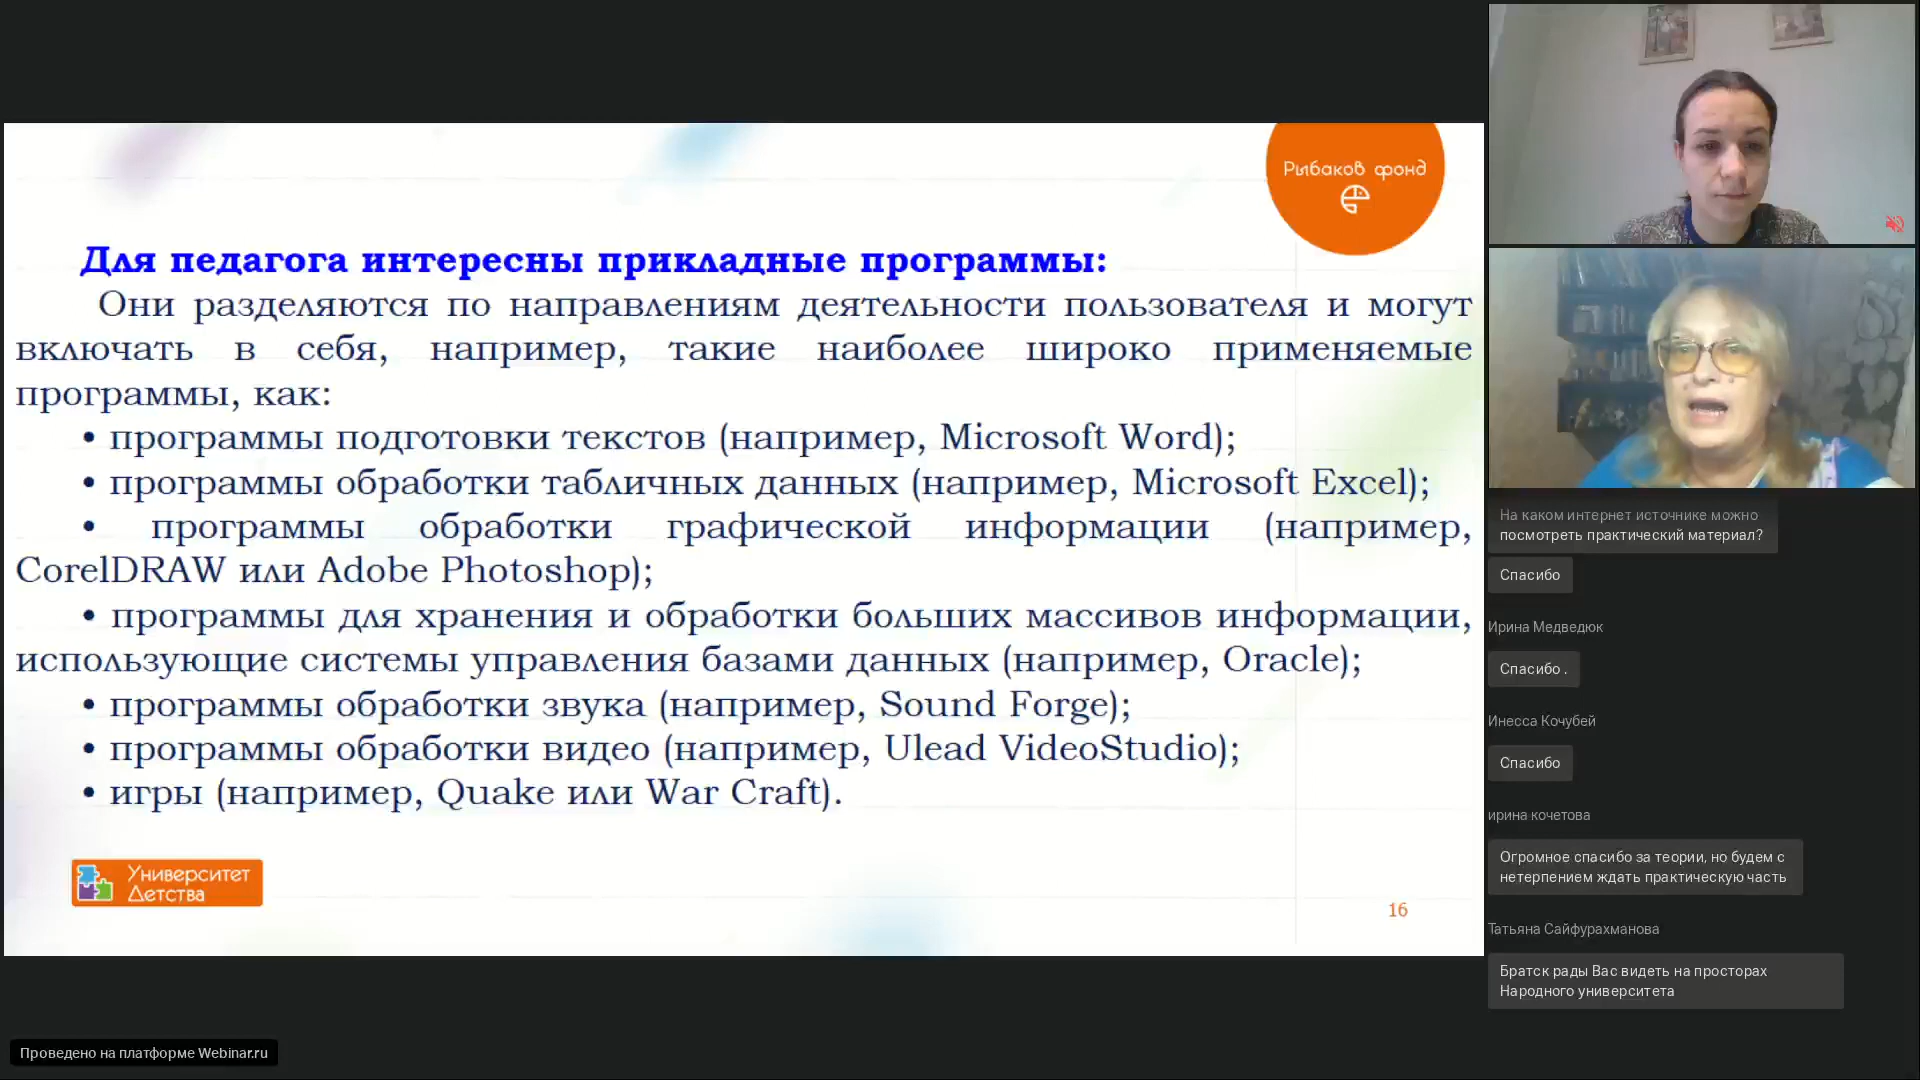 Рыбаков фонд
Для педагога интересны прикладные программы:
Они разделяются по направлениям деятельности пользователя и могут
включать в себя, например, такие наиболее широко применяемые
программы, как:
• программы подготовки текстов (например, Microsoft Word);
• программы обработки табличных данных (например, Microsoft Excel);
• программы обработки графической информации (например,
CorelDRAW или Adobe Photoshop);
• программы для хранения и обработки больших массивов информации,
использующие системы управления базами данных (например, Oracle);
• программы обработки звука (например, Sound Forge);
• программы обработки видео (например, Ulead VideoStudio);
• игры (например, Quake или War Craft).
Университет
Детства
16
На каком интернет источнике можно
посмотреть практический материал?
Спасибо
Ирина Медведюк
Спасибо .
Инесса Кочубей
Спасибо
ирина кочетова
Огромное спасибо за теории, но будем с
нетерпением ждать практическую часть
Татьяна Сайфурахманова
Братск рады Вас видеть на просторах
Народного университета
Проведено на платформе Webinar.ru